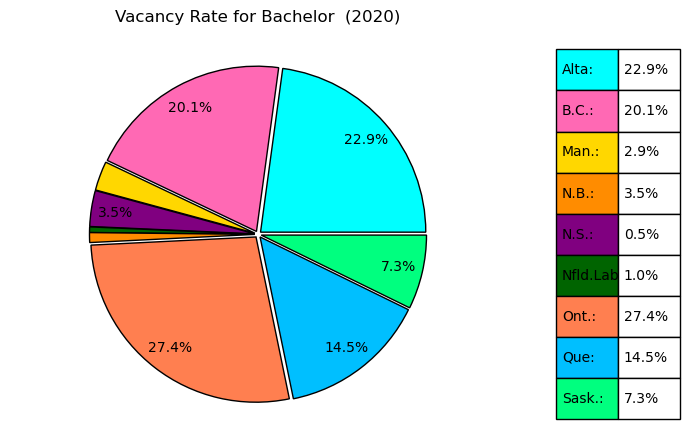 Vacancy Rate for Bachelor (2020)
22.9%
20.1%
3.5%
27.4%
14.5%
7.3%
Alta: 22.9%
B.C.: 20.1%
Man.: 2.9%
N.B.: 3.5%
N.S.: 0.5%
Nfld.Lab 1.0%
Ont.: 27.4%
Que: 14.5%
Sask.: 7.3%